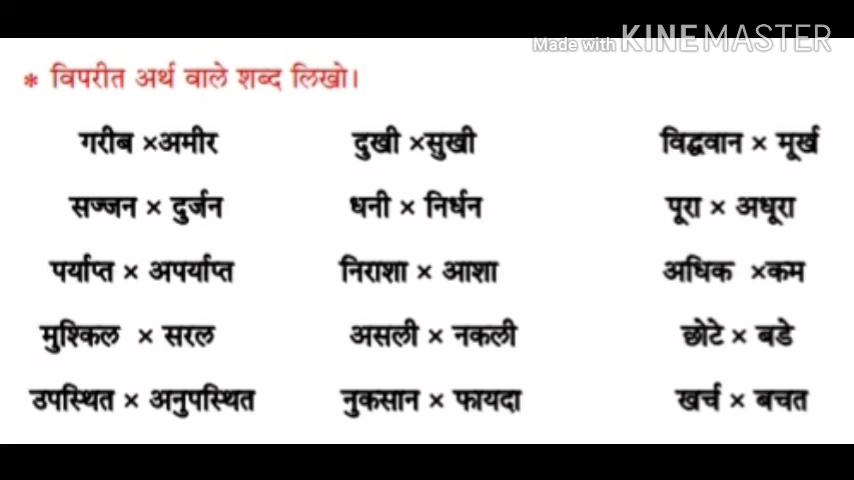 Made with KINEMASTER
* विपरीत अर्थ वाले शब्द लिखो।
गरीब ×अमीर दुखी ×सुखी विद्धवान × मूर्ख
सज्जन × दुर्जन धनी × निर्धन पूरा × अधूरा
पर्याप्त × अपर्याप्त निराशा × आशा अधिक ×कम
मुश्किल × सरल असली × नकली छोटे × बडे
उपस्थित × अनुपस्थित नुकसान × फायदा खर्च × बचत